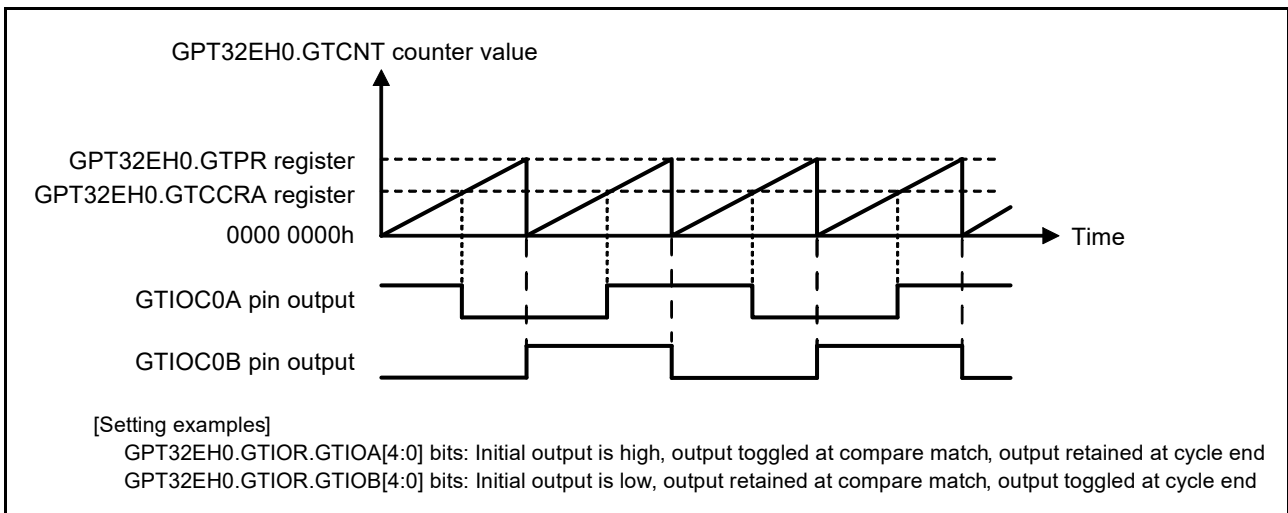 GPT32EH0.GTCNT counter value
GPT32EH0.GTPR register
GPT32EH0.GTCCRA register
0000 0000h
Time
GTIOC0A pin output
GTIOC0B pin output
[Setting examples]
GPT32EH0.GTIOR.GTIOA[4:0] bits: Initial output is high, output toggled at compare match, output retained at cycle end
GPT32EH0.GTIOR.GTIOB[4:0] bits: Initial output is low, output retained at compare match, output toggled at cycle end